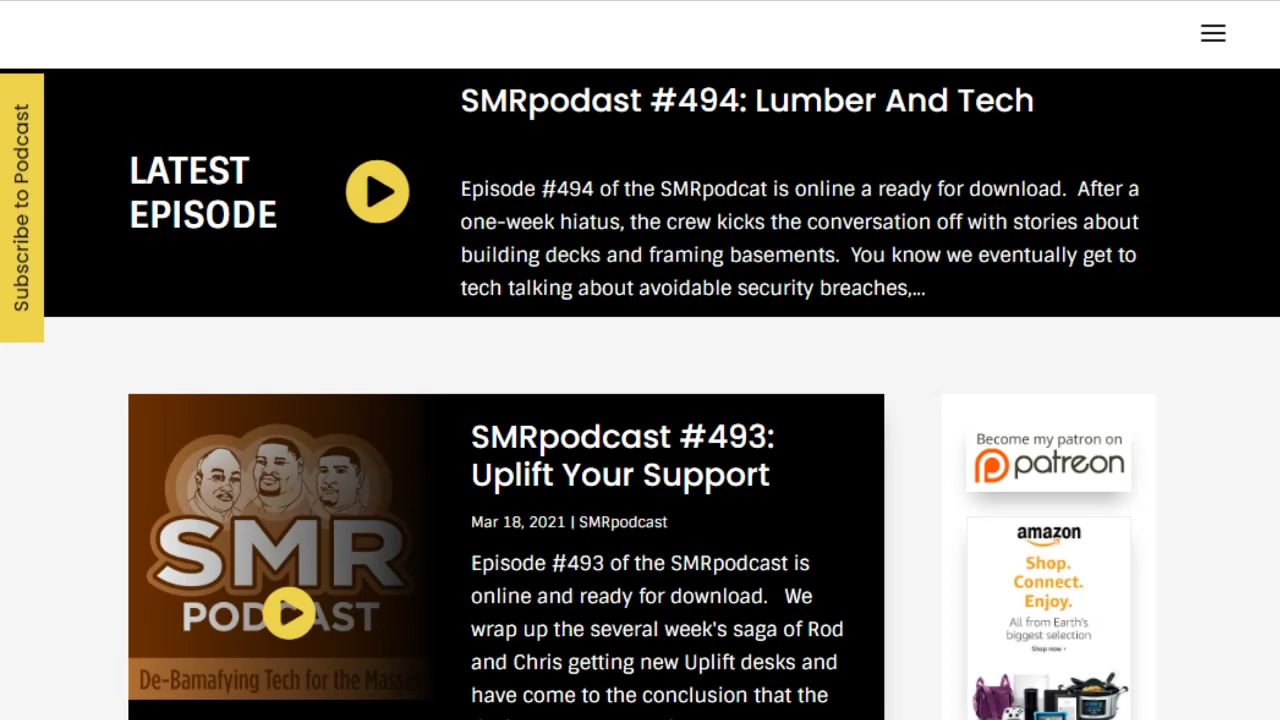 Subscribe to Podcast
LATEST
EPISODE
SMRpodast #494: Lumber And Tech
Episode #494 of the SMRpodcat is online a ready for download.  After a
one-week hiatus, the crew kicks the conversation off with stories about
building decks and framing basements.  You know we eventually get to
tech talking about avoidable security breaches,...
SMR
PODCAST
De-Bamafying Tech for the Masses
SMRpodcast #493:
Uplift Your Support
Mar 18, 2021 | SMRpodcast
Episode #493 of the SMRpodcast is
online and ready for download.   We
wrap up the several week's saga of Rod
and Chris getting new Uplift desks and
have come to the conclusion that the
Become my patron on
patreon
amazon
Shop.
Connect.
Enjoy.
All from Earth's
biggest selection
Shop now ›